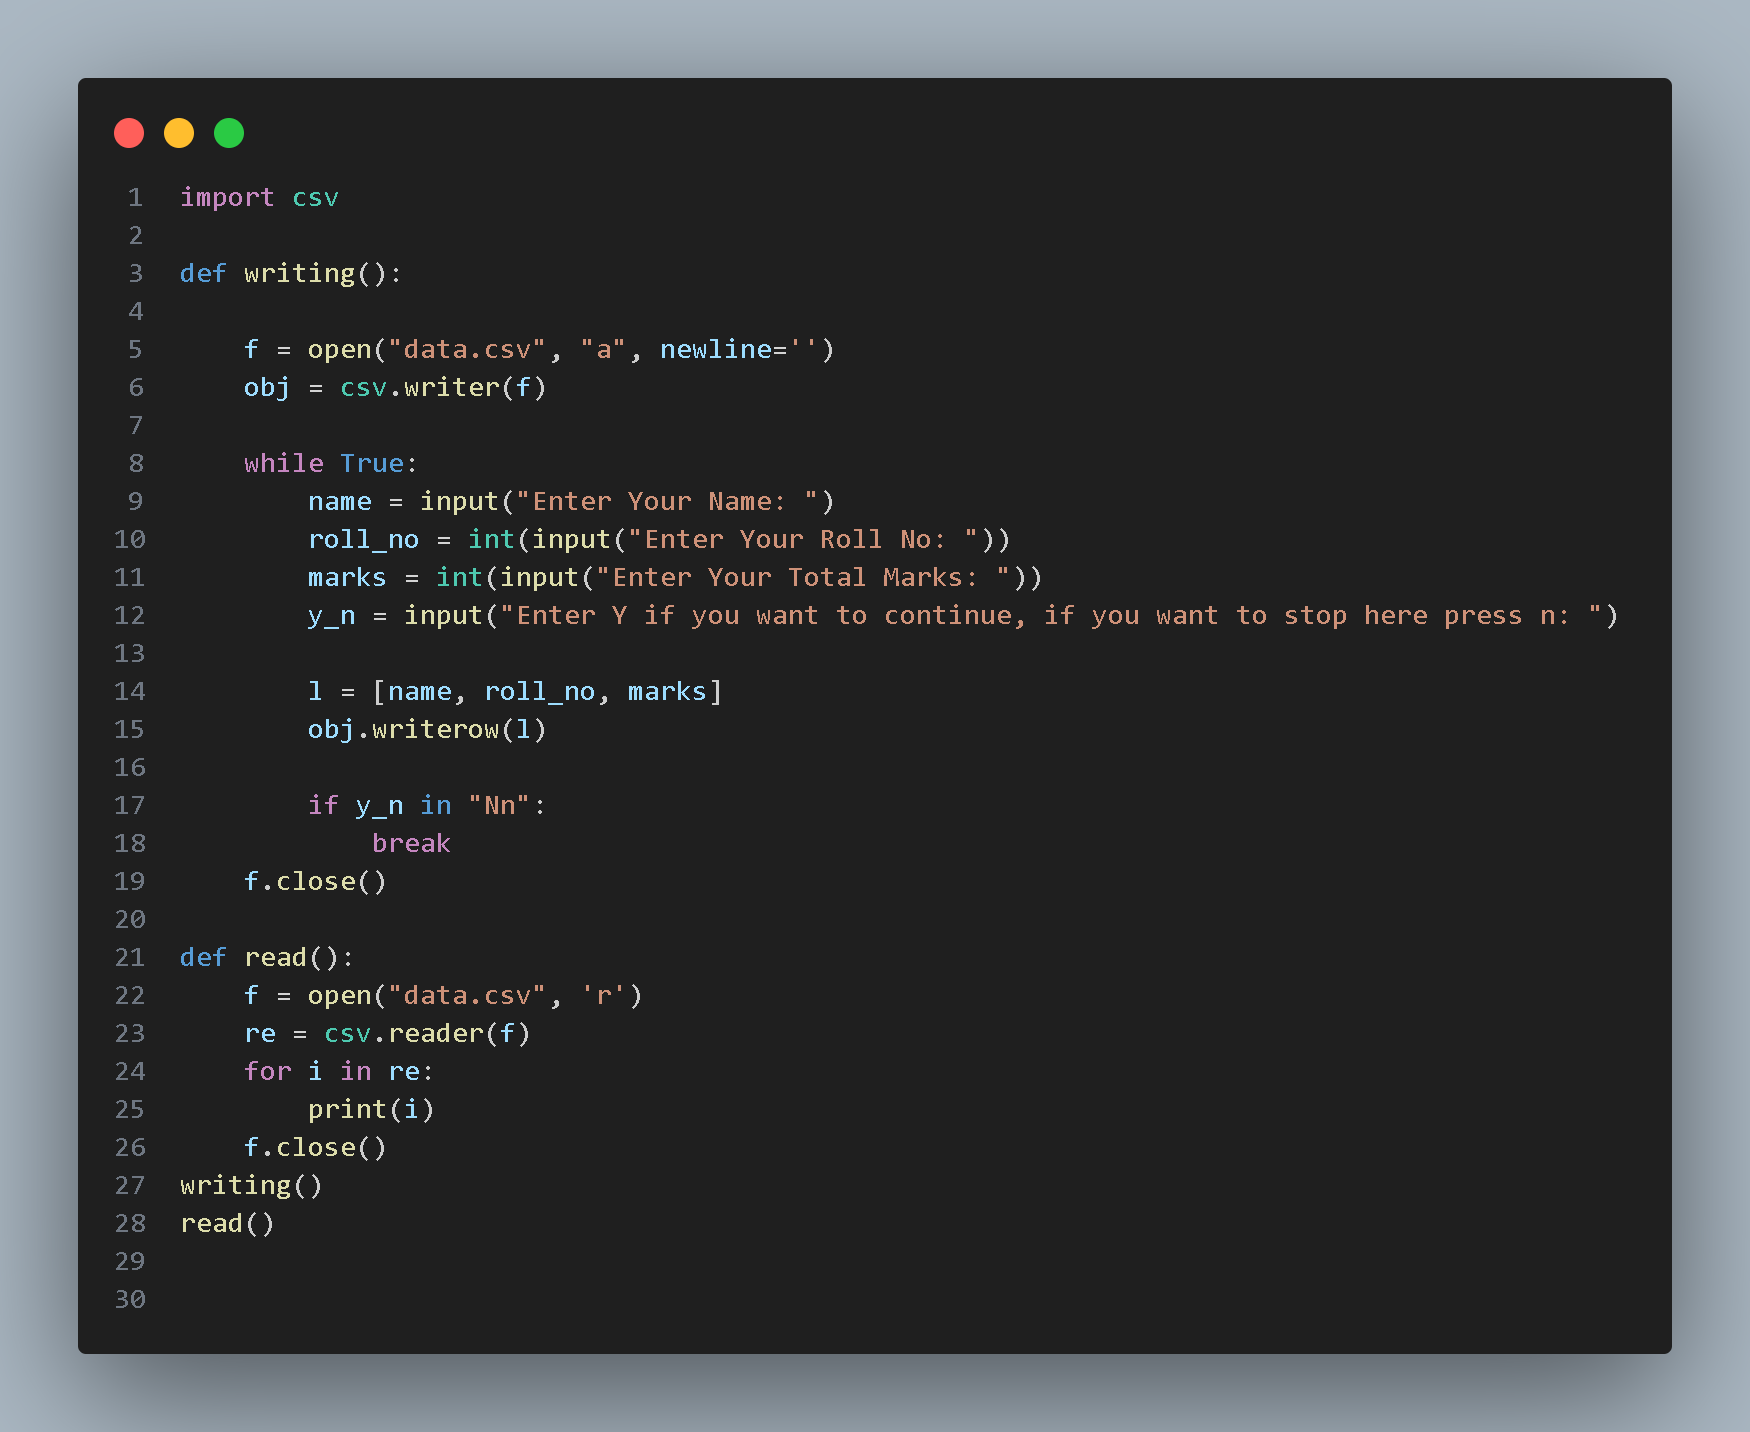 1 import csv
2
3 def writing():
4
5     f = open("data.csv", "a", newline='')
6     obj = csv.writer(f)
7
8     while True:
9         name = input("Enter Your Name: ")
10         roll_no = int(input("Enter Your Roll No: "))
11         marks = int(input("Enter Your Total Marks: "))
12         y_n = input("Enter Y if you want to continue, if you want to stop here press n: ")
13
14         l = [name, roll_no, marks]
15         obj.writerow(l)
16
17         if y_n in "Nn":
18             break
19     f.close()
20
21 def read():
22     f = open("data.csv", 'r')
23     re = csv.reader(f)
24     for i in re:
25         print(i)
26     f.close()
27 writing()
28 read()
29
30